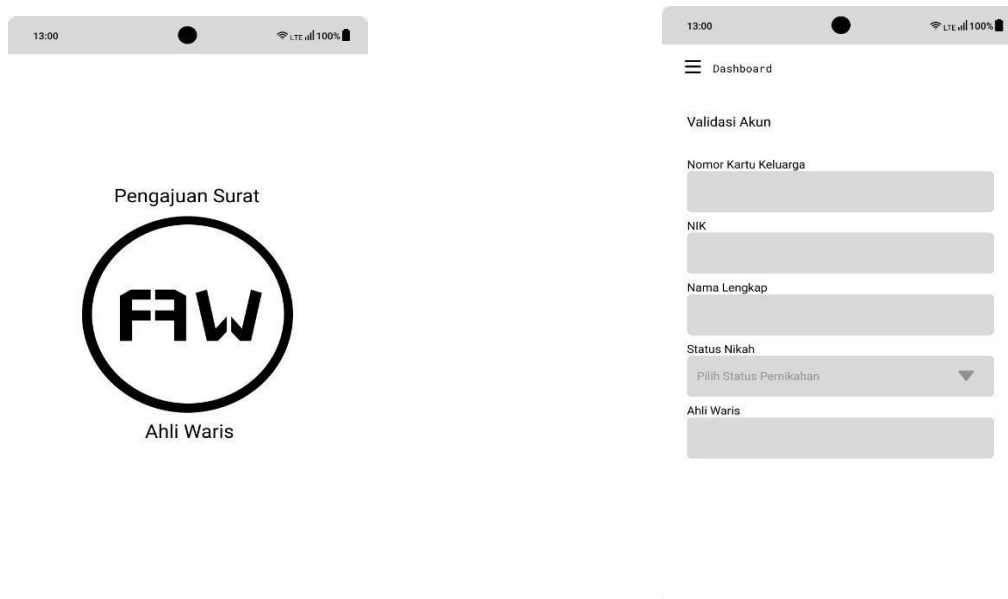 13:00 LTE 100%
Pengajuan Surat
AW
Ahli Waris
13:00 LTE 100%
Dashboard
Validasi Akun
Nomor Kartu Keluarga
NIK
Nama Lengkap
Status Nikah
Pilih Status Pernikahan
Ahli Waris